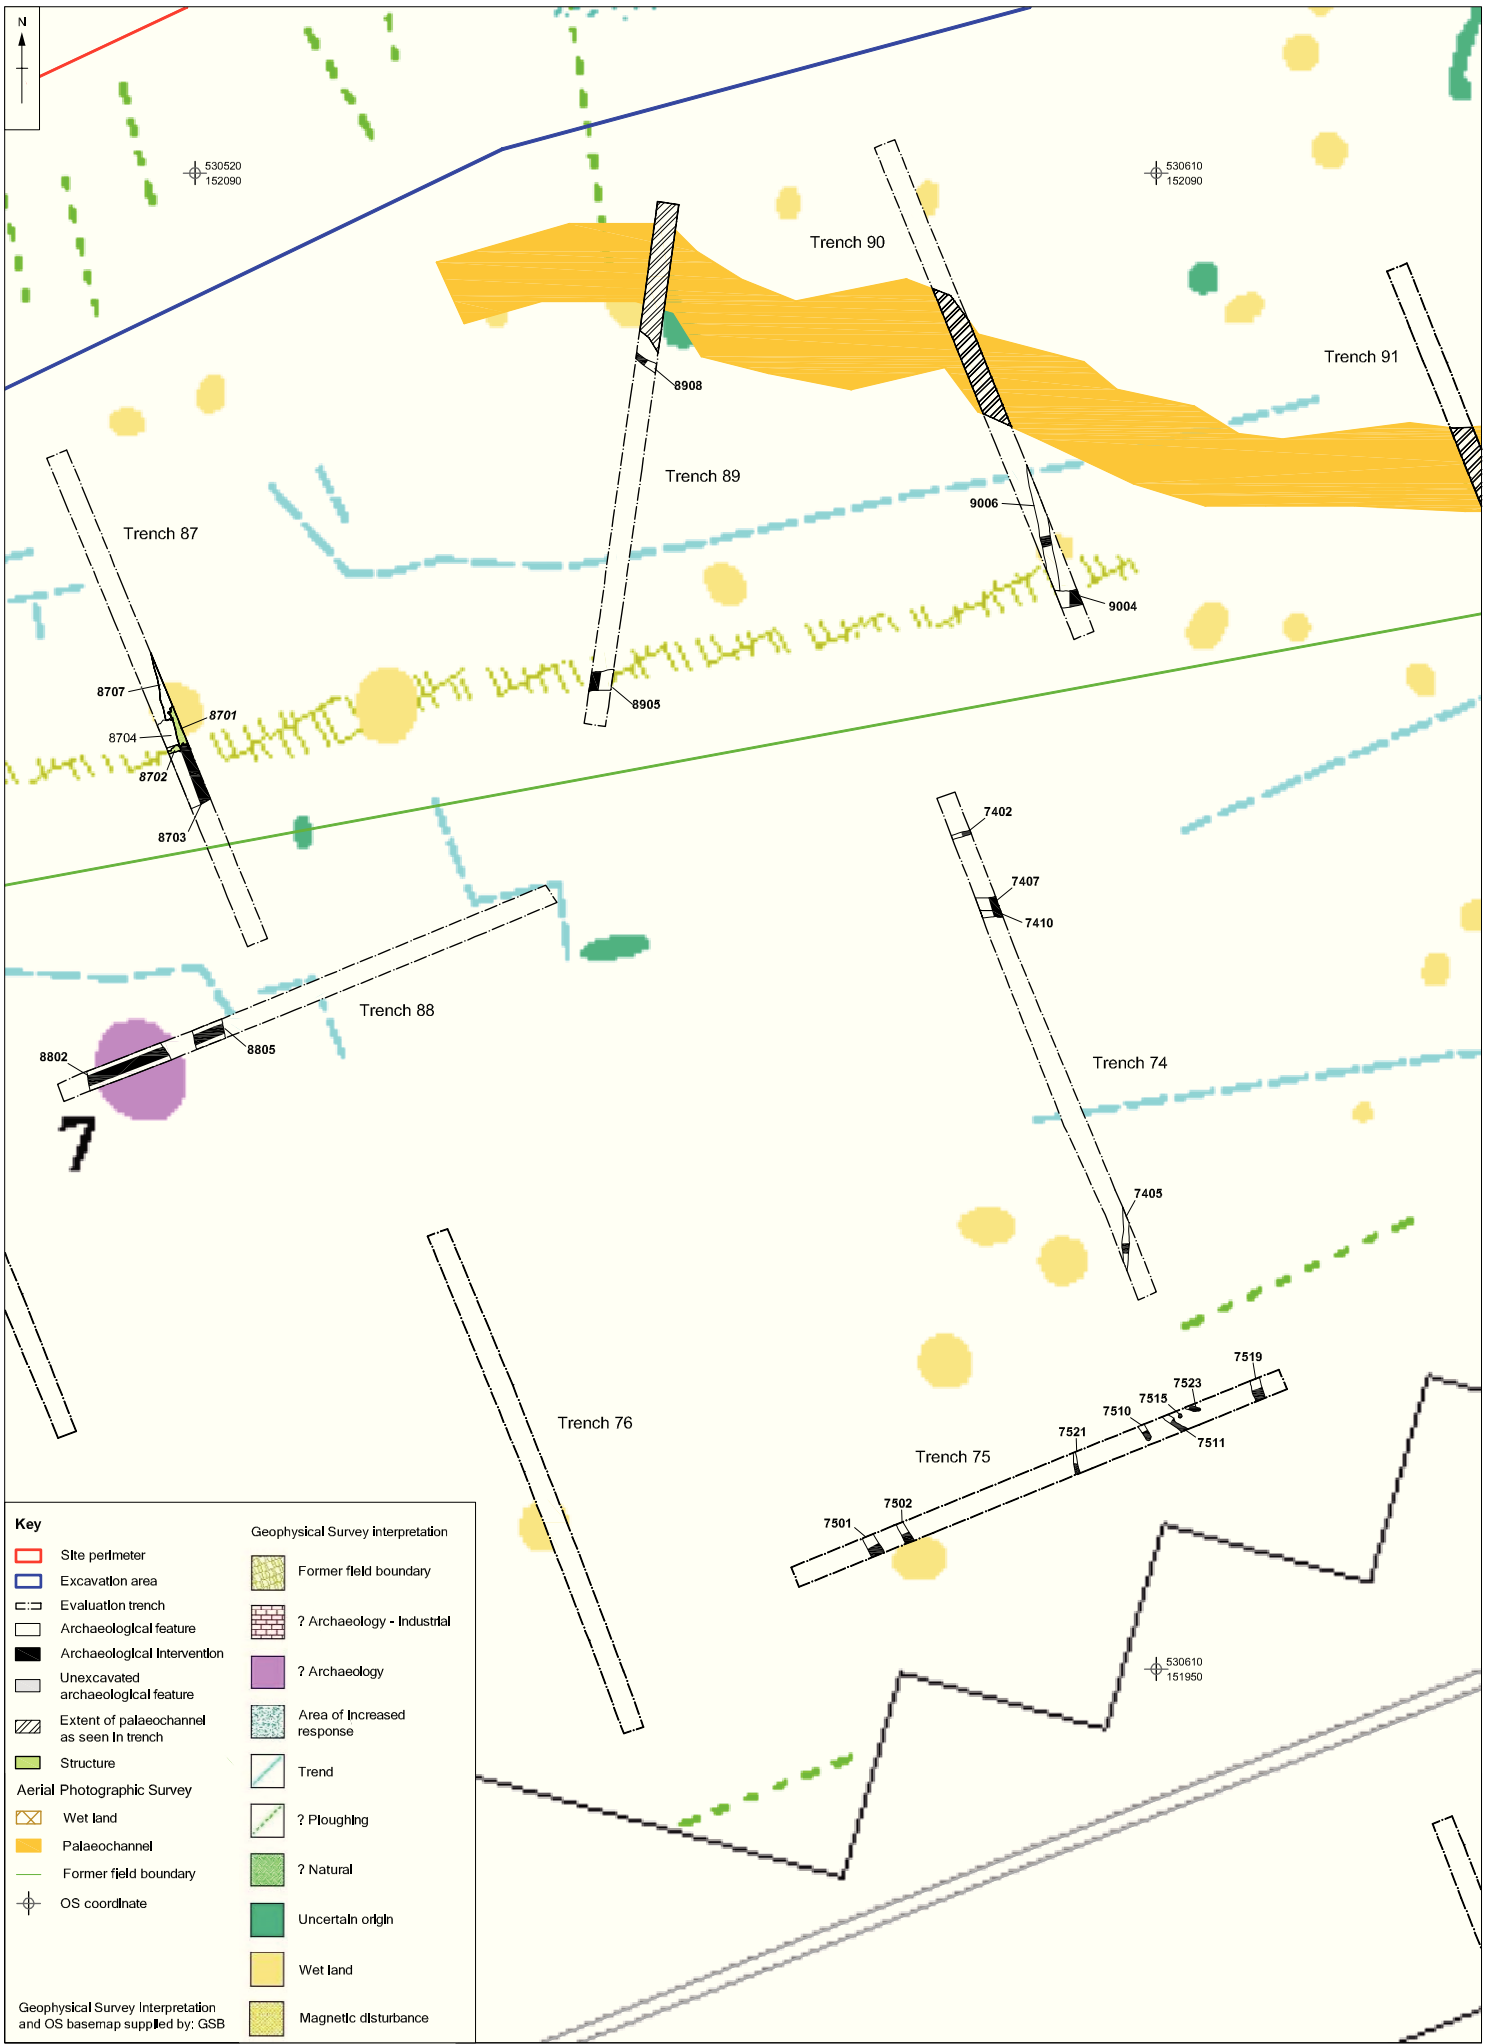 N
530520
152090
530610
152090
Trench 90
Trench 91
8908
Trench 89
9006
Trench 87
9004
8707
8701
8704
8905
8702
8703
7402
7407
7410
Trench 88
8805
8802
Trench 74
7
7405
7519
7523
7515
7510
7511
7521
Trench 76
Trench 75
7502
7501
530610
151950
Key
Site perimeter
Excavation area
Evaluation trench
Archaeological feature
Archaeological Intervention
Unexcavated
archaeological feature
Extent of palaeochannel
as seen in trench
Structure
Aerial Photographic Survey
Wet land
Palaeochannel
Former field boundary
OS coordinate
Geophysical Survey Interpretation
and OS basemap supplied by: GSB
Geophysical Survey interpretation
Former field boundary
? Archaeology - Industrial
? Archaeology
Area of increased
response
Trend
? Ploughing
? Natural
Uncertain origin
Wet land
Magnetic disturbance